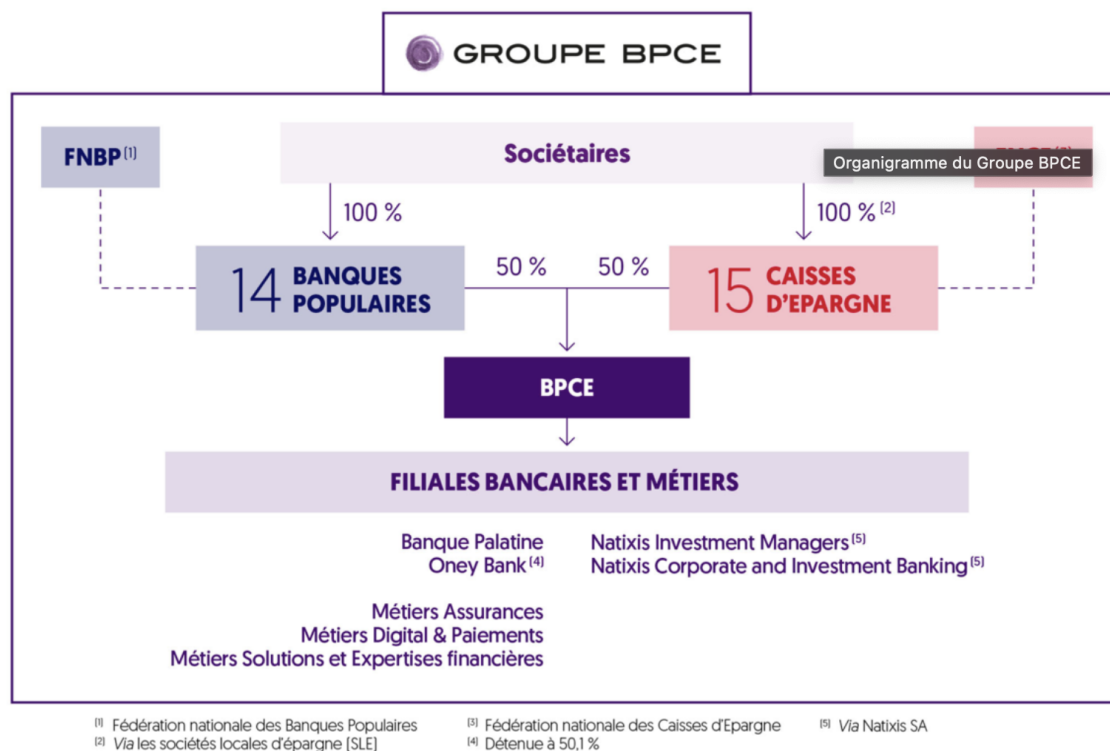 GROUPE BPCE
FNBP (1)
Sociétaires
Organigramme du Groupe BPCE
100 %
100 % (2)
14 BANQUES
POPULAIRES
50 %
50 %
15 CAISSES
D'EPARGNE
BPCE
FILIALES BANCAIRES ET MÉTIERS
Banque Palatine
Oney Bank (4)
Natixis Investment Managers (5)
Natixis Corporate and Investment Banking (5)
Métiers Assurances
Métiers Digital & Paiements
Métiers Solutions et Expertises financières
(1) Fédération nationale des Banques Populaires
(2) Via les sociétés locales d'épargne [SLE]
(3) Fédération nationale des Caisses d'Epargne
(4) Détenue à 50,1 %
(5) Via Natixis SA